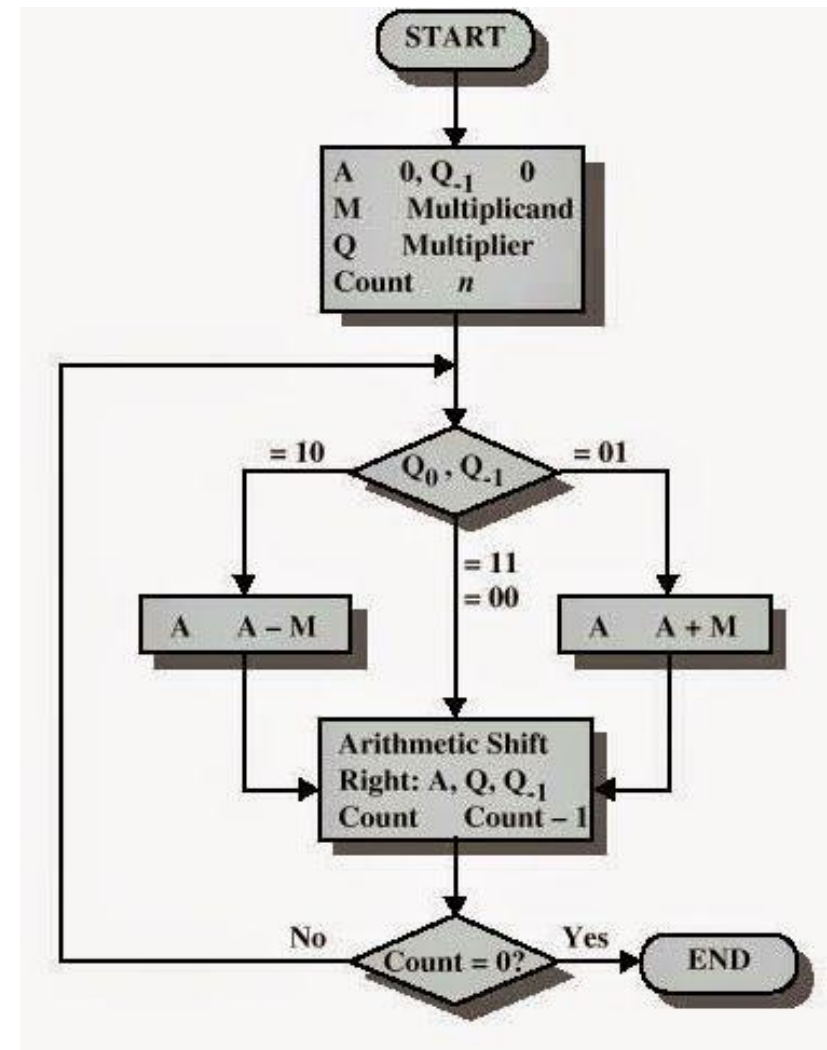 START
A 0, Q-1 0
M Multiplicand
Q Multiplier
Count n
= 10
Q0, Q-1
= 01
= 11
= 00
A A – M
A A + M
Arithmetic Shift
Right: A, Q, Q-1
Count Count – 1
No
Count = 0?
Yes
END